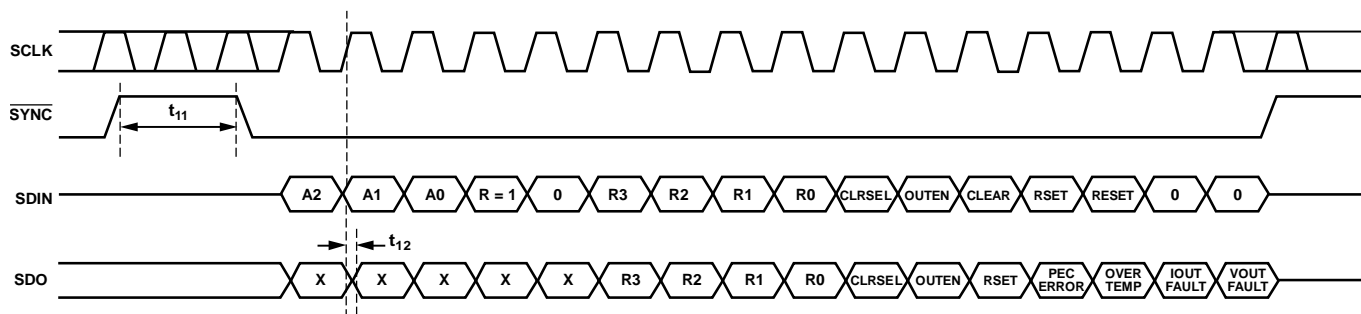 SCLK
SYNC
t11
SDIN A2 A1 A0 R = 1 0 R3 R2 R1 R0 CLRSEL OUTEN CLEAR RSET RESET 0 0
t12
SDO X X X X X R3 R2 R1 R0 CLRSEL OUTEN RSET PEC ERROR OVER TEMP IOUT FAULT VOUT FAULT